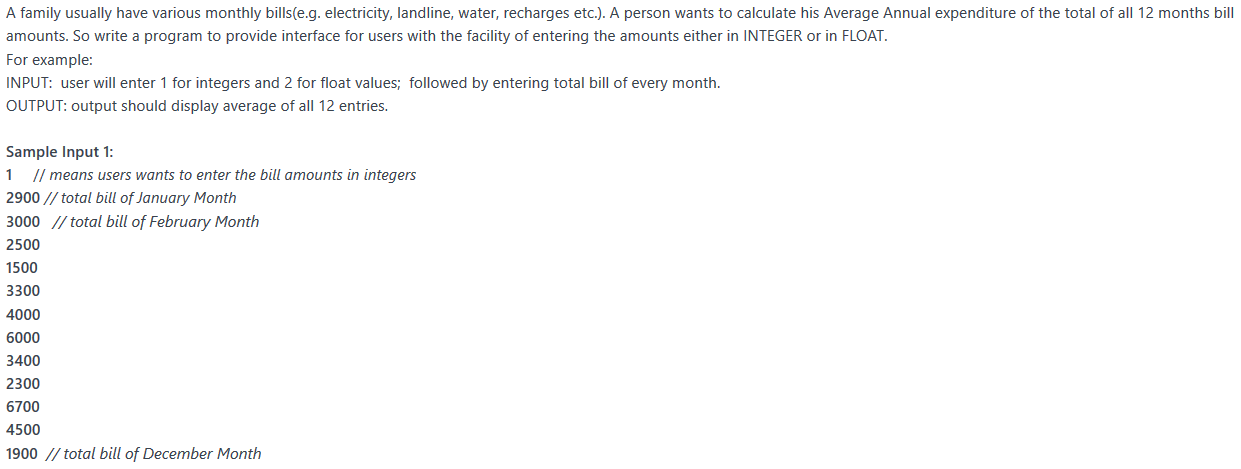 A family usually have various monthly bills(e.g. electricity, landline, water, recharges etc.). A person wants to calculate his Average Annual expenditure of the total of all 12 months bill
amounts. So write a program to provide interface for users with the facility of entering the amounts either in INTEGER or in FLOAT.
For example:
INPUT:  user will enter 1 for integers and 2 for float values;  followed by entering total bill of every month.
OUTPUT: output should display average of all 12 entries.
Sample Input 1:
1    // means users wants to enter the bill amounts in integers
2900 // total bill of January Month
3000  // total bill of February Month
2500
1500
3300
4000
6000
3400
2300
6700
4500
1900 // total bill of December Month